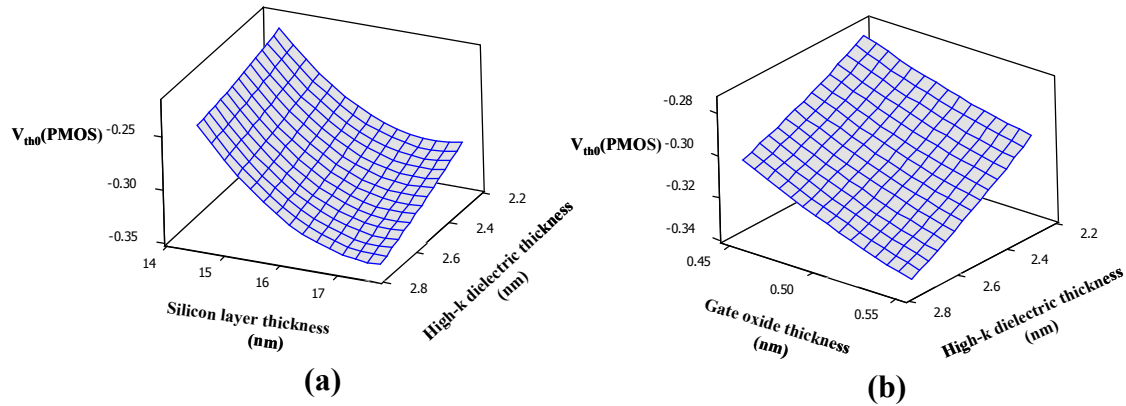 V_th0(PMOS)
-0.25
-0.30
-0.35
14
15
16
17
2.2
2.4
2.6
2.8
Silicon layer thickness
(nm)
High-k dielectric thickness
(nm)
(a)
V_th0(PMOS)
-0.28
-0.30
-0.32
-0.34
0.45
0.50
0.55
2.2
2.4
2.6
2.8
Gate oxide thickness
(nm)
High-k dielectric thickness
(nm)
(b)